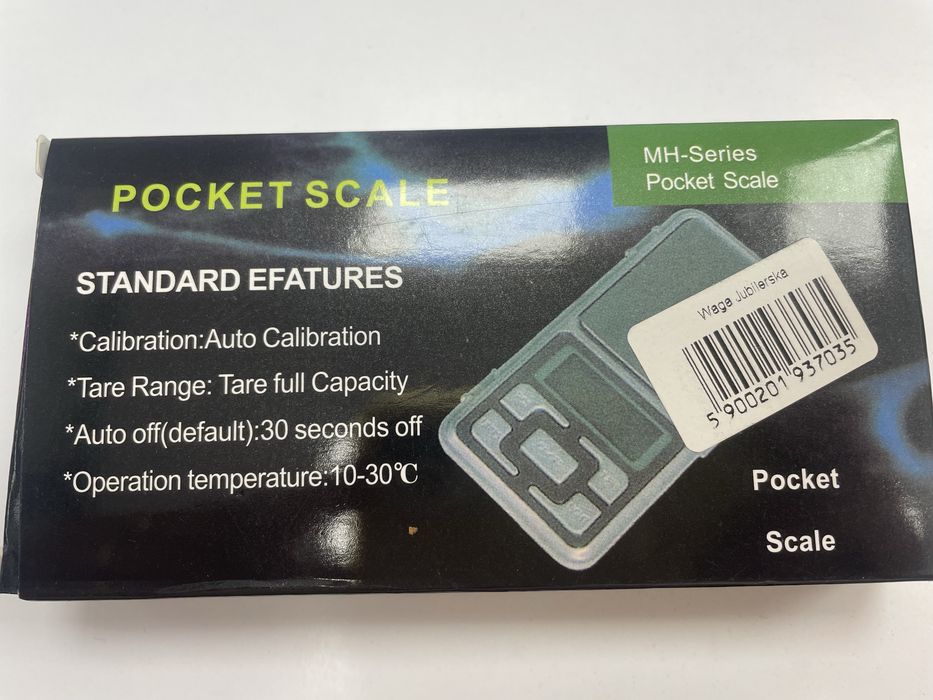 MH-Series
Pocket Scale
POCKET SCALE
STANDARD EFATURES
*Calibration:Auto Calibration
*Tare Range: Tare full Capacity
*Auto off(default):30 seconds off
*Operation temperature:10-30℃
Waga Jubilerska
5 900201 937035
Pocket
Scale